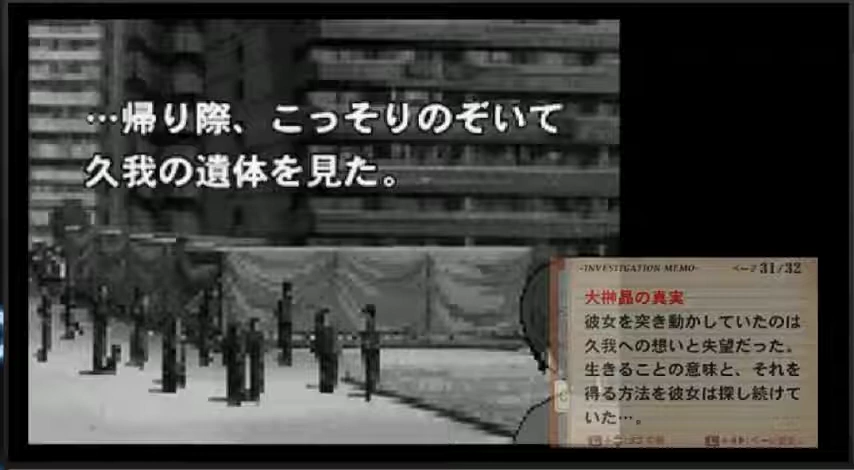 …帰り際、こっそりのぞいて
久我の遺体を見た。
-INVESTIGATION MEMO-
ページ 31/32
大榊晶の真実
彼女を突き動かしていたのは
久我への想いと失望だった。
生きることの意味と、それを
得る方法を彼女は探し続けて
いた…。